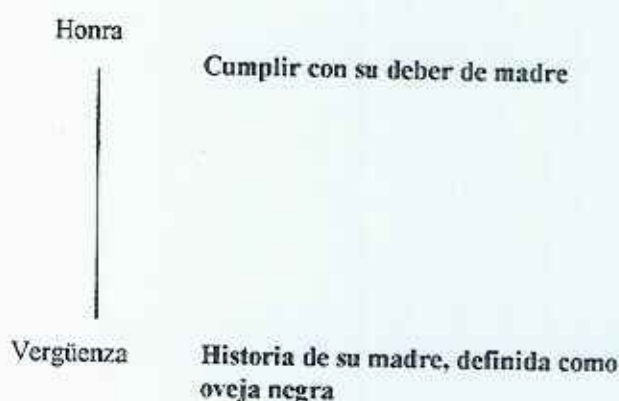 Honra
Cumplir con su deber de madre
Vergüenza
Historia de su madre, definida como
oveja negra